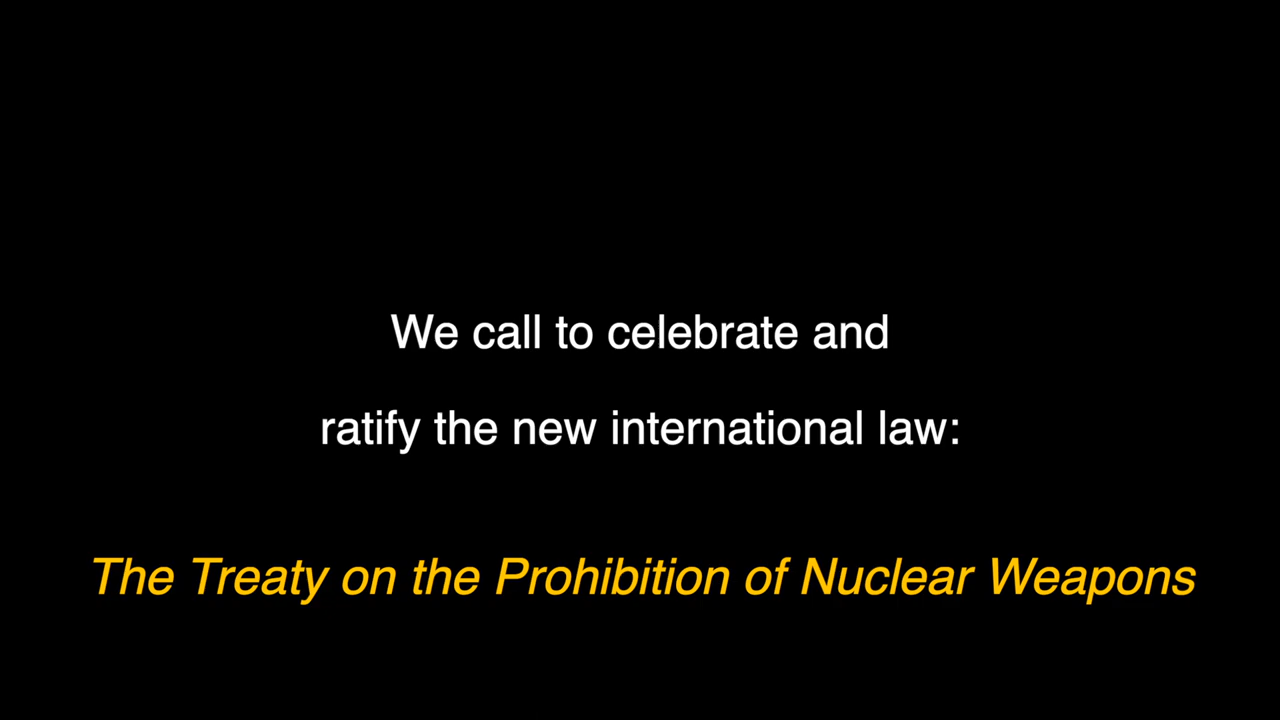 We call to celebrate and
ratify the new international law:
The Treaty on the Prohibition of Nuclear Weapons